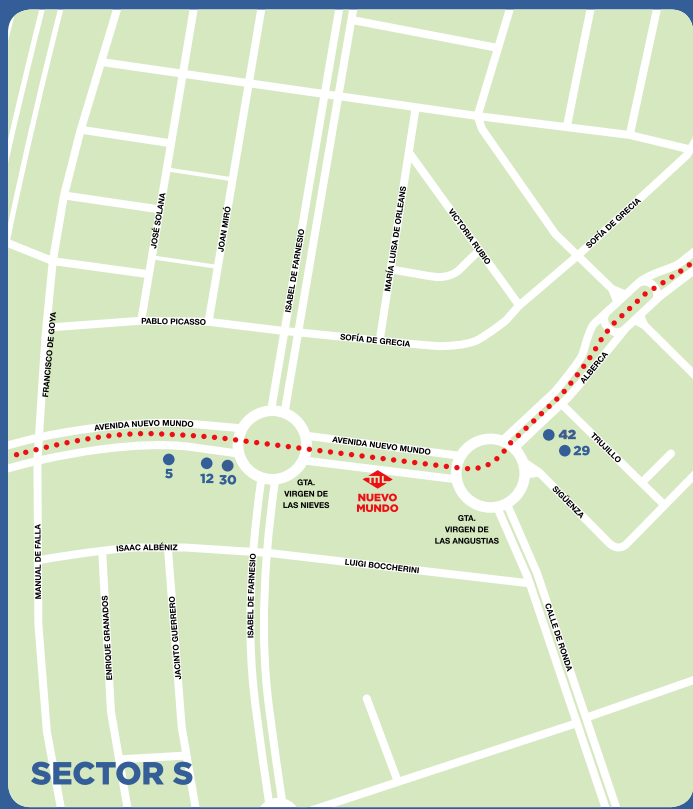 JOSÉ SOLANA
JOAN MIRÓ
ISABEL DE FARNESIO
MARÍA LUISA DE ORLEANS
VICTORIA RUBIO
SOFÍA DE GRECIA
FRANCISCO DE GOYA
PABLO PICASSO
SOFÍA DE GRECIA
ALBERCA
AVENIDA NUEVO MUNDO
AVENIDA NUEVO MUNDO
42
29
TRUJILLO
5
12
30
GTA.
VIRGEN DE
LAS NIEVES
ML
NUEVO
MUNDO
SIGÜENZA
GTA.
VIRGEN DE
LAS ANGUSTIAS
MANUAL DE FALLA
ISAAC ALBÉNIZ
LUIGI BOCCHERINI
ISABEL DE FARNESIO
ENRIQUE GRANADOS
JACINTO GUERRERO
CALLE DE RONDA
SECTOR S